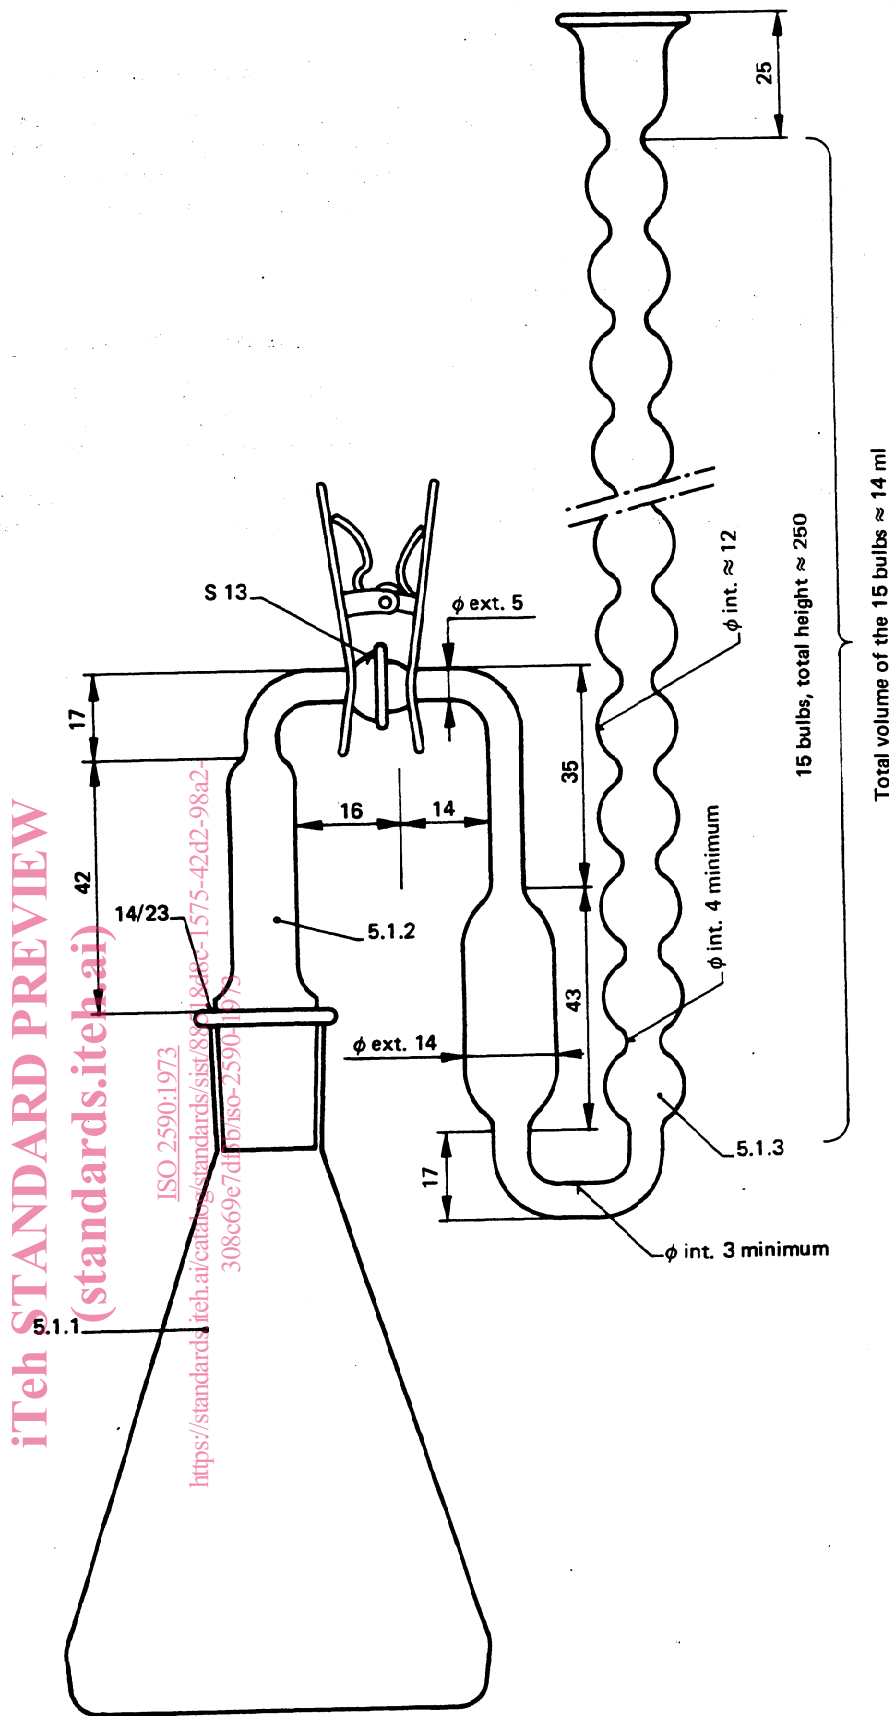 25
S 13
ϕ ext. 5
ϕ int. ≈ 12
15 bulbs, total height ≈ 250
Total volume of the 15 bulbs ≈ 14 ml
17
35
16
14
42
14/23
5.1.2
ϕ int. 4 minimum
43
ϕ ext. 14
5.1.3
17
ϕ int. 3 minimum
5.1.1
iTeh STANDARD PREVIEW
(standards.iteh.ai)
ISO 2590:1973